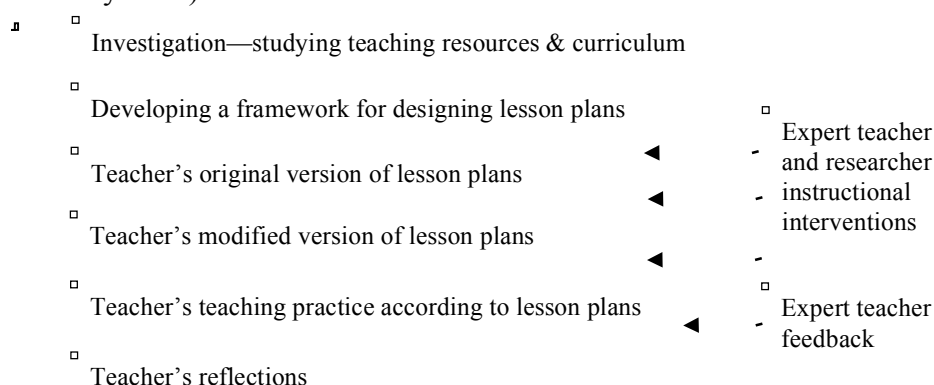 Investigation—studying teaching resources & curriculum
Developing a framework for designing lesson plans
Teacher’s original version of lesson plans
Teacher’s modified version of lesson plans
Teacher’s teaching practice according to lesson plans
Teacher’s reflections
Expert teacher
and researcher
instructional
interventions
Expert teacher
feedback